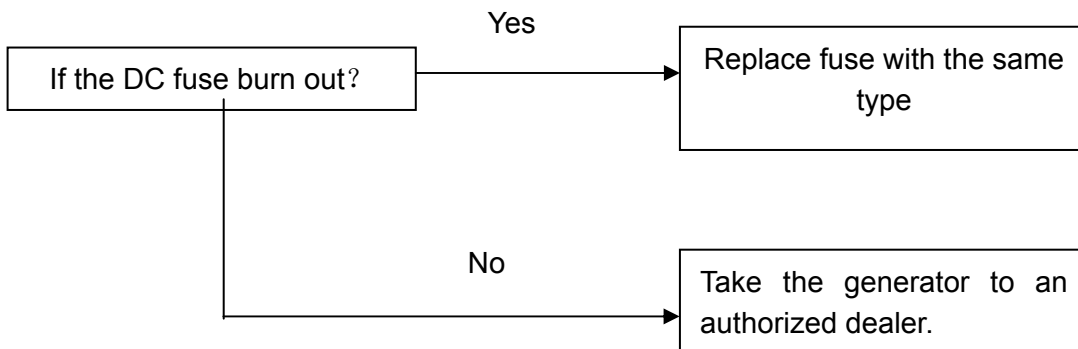 Yes
If the DC fuse burn out？
Replace fuse with the same
type
No
Take the generator to an
authorized dealer.